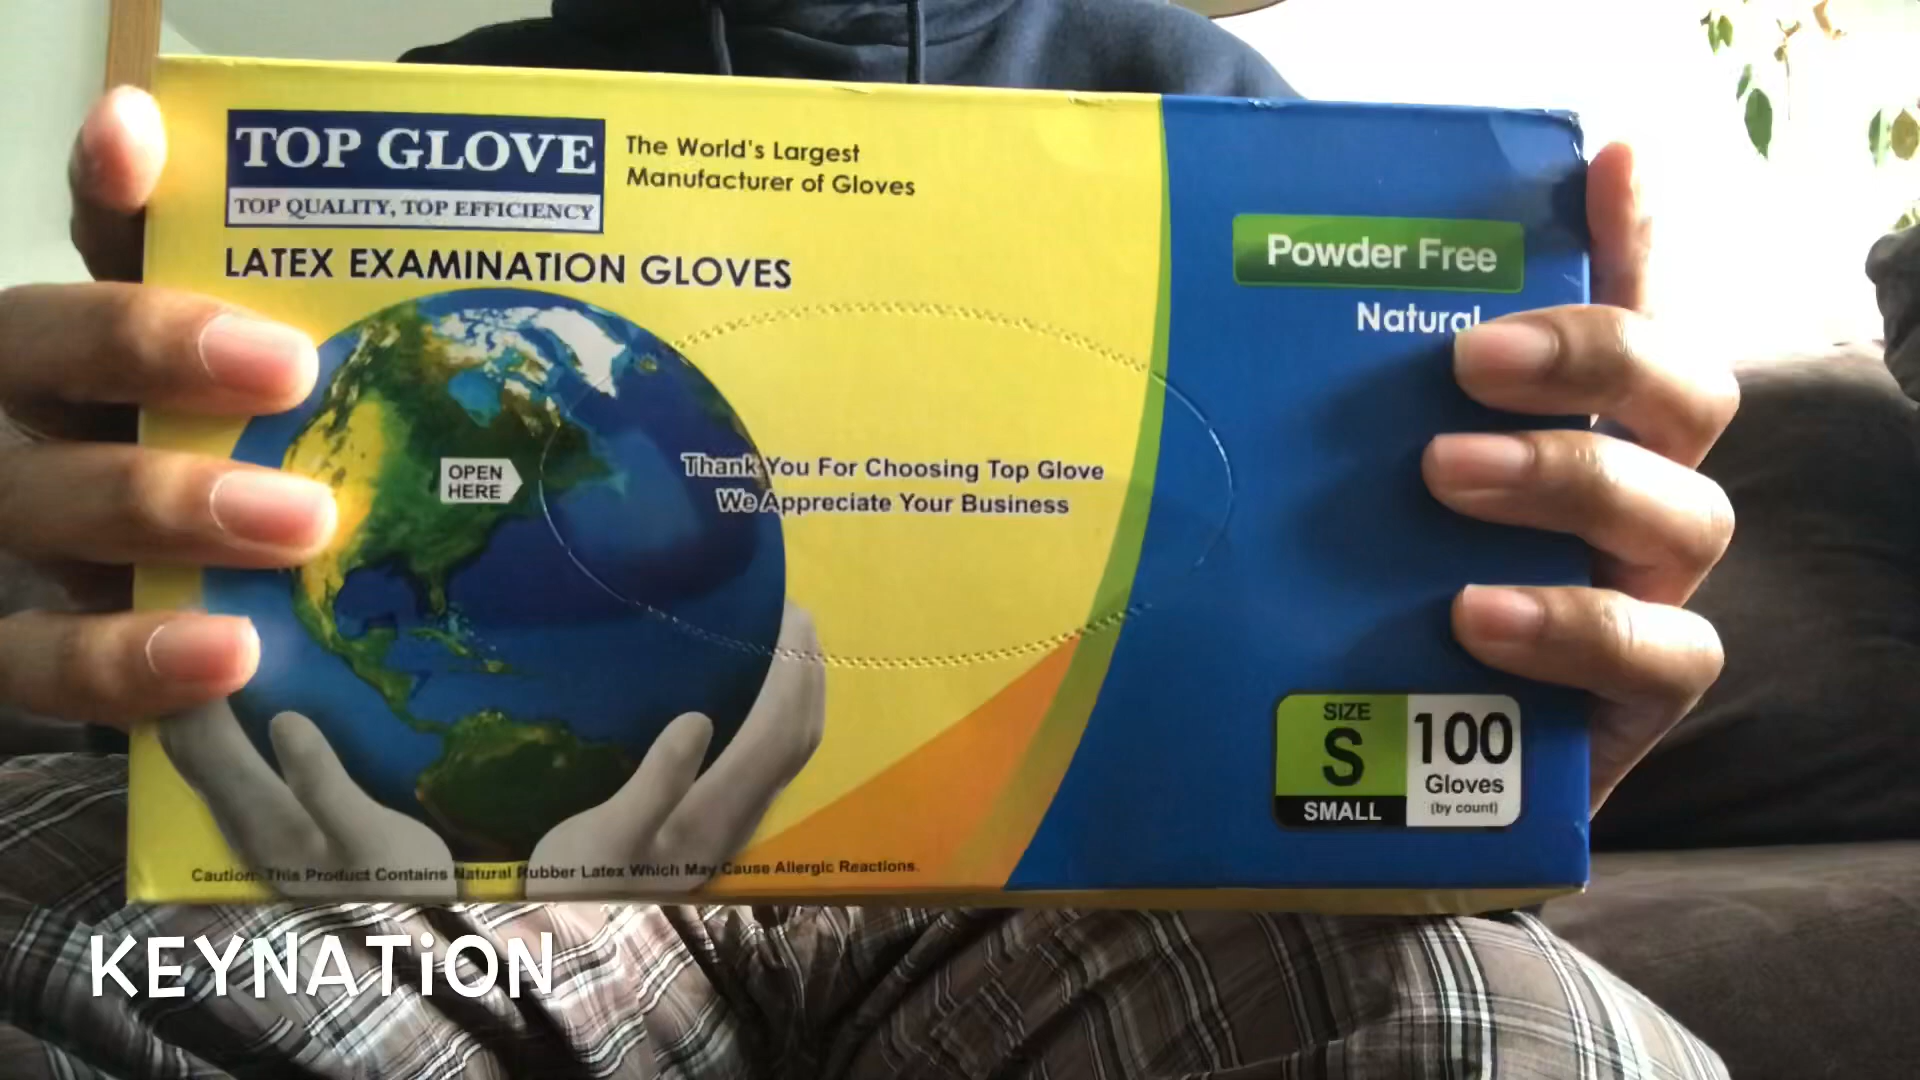 TOP GLOVE
TOP QUALITY, TOP EFFICIENCY
The World's Largest
Manufacturer of Gloves
LATEX EXAMINATION GLOVES
Powder Free
Natural
OPEN
HERE
Thank You For Choosing Top Glove
We Appreciate Your Business
SIZE
S
SMALL
100
Gloves
(by count)
Caution: This Product Contains Natural Rubber Latex Which May Cause Allergic Reactions.
KEYNATiON